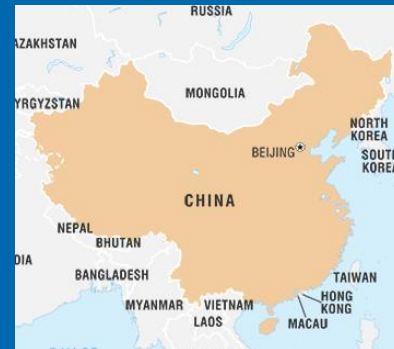 RUSSIA
AZAKHSTAN
MONGOLIA
YRGYZSTAN
NORTH
KOREA
BEIJING
SOUT
KOREA
CHINA
NEPAL
BHUTAN
DIA
BANGLADESH
TAIWAN
HONG
KONG
MYANMAR
VIETNAM
LAOS
MACAU